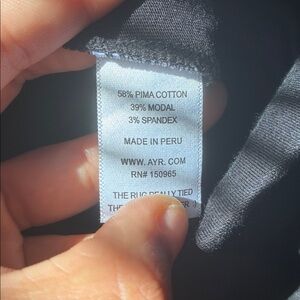 58% PIMA COTTON
39% MODAL
3% SPANDEX
MADE IN PERU
WWW. AYR. COM
RN# 150965
THE RUG REALLY TIED
THE